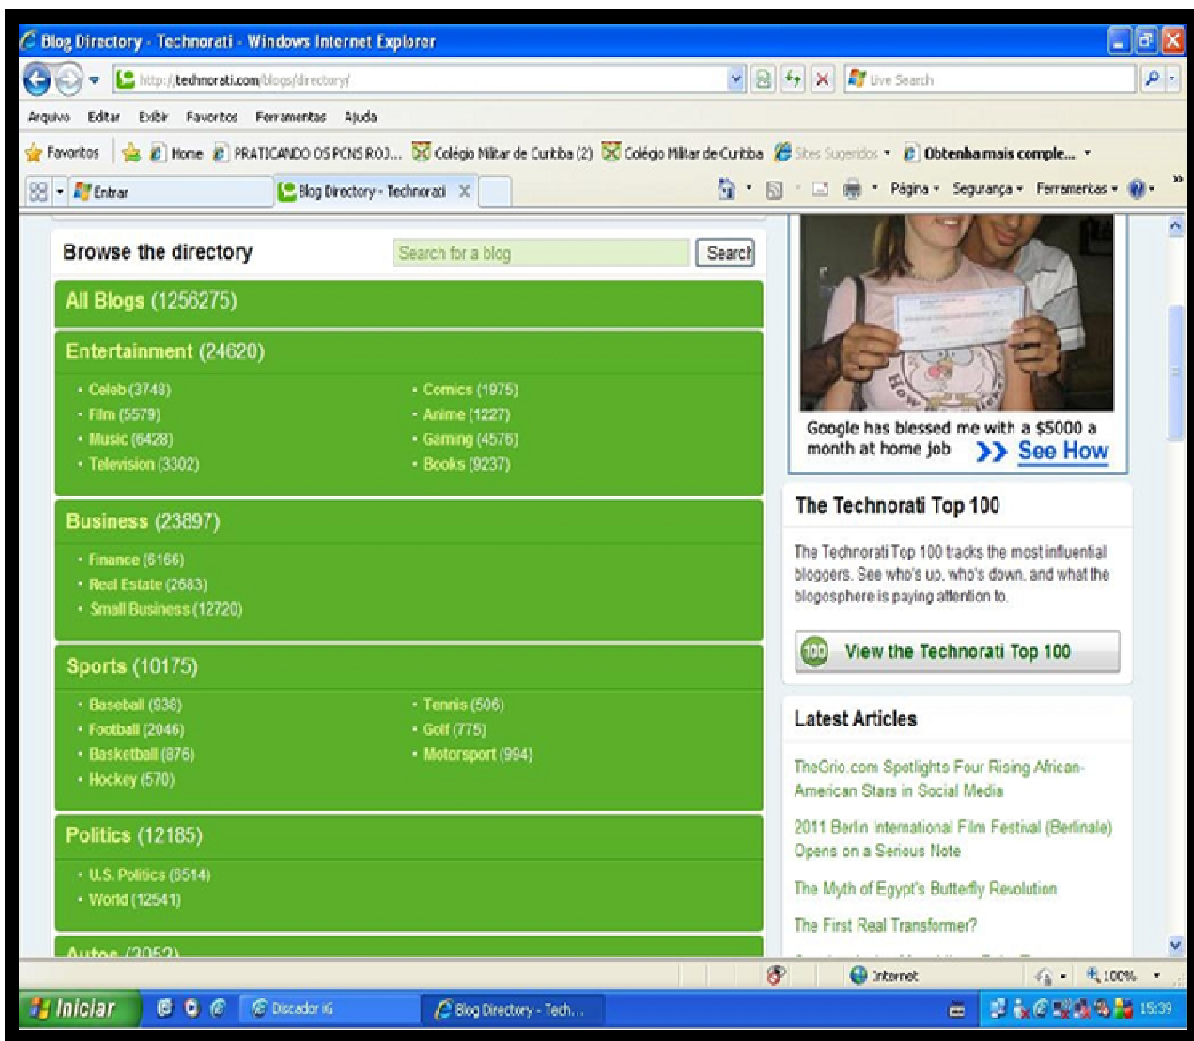 Blog Directory - Technorati - Windows Internet Explorer
http://technorati.com/blogs/directory/
Live Search
Arquivo Editar Exibir Favoritos Ferramentas Ajuda
Favoritos Home PRATICANDO OS PCNS RO3... Colégio Militar de Curitiba (2) Colégio Militar de Curitiba Sites Sugeridos Obtenha mais comple...
Entrar Blog Directory - Technorati X
Página Segurança Ferramentas
Browse the directory
Search for a blog
Search
All Blogs (1256275)
Entertainment (24620)
• Celeb (3748)
• Film (5579)
• Music (6428)
• Television (3302)
• Comics (1975)
• Anime (1227)
• Gaming (4576)
• Books (9237)
Business (23897)
• Finance (6166)
• Real Estate (2683)
• Small Business (12720)
Sports (10175)
• Baseball (938)
• Football (2046)
• Basketball (876)
• Hockey (570)
• Tennis (506)
• Golf (775)
• Motorsport (994)
Politics (12185)
• U.S. Politics (8514)
• World (12541)
Autos (2052)
Google has blessed me with a $5000 a
month at home job >> See How
The Technorati Top 100
The Technorati Top 100 tracks the most influential
bloggers. See who's up, who's down, and what the
blogosphere is paying attention to.
100 View the Technorati Top 100
Latest Articles
TheGrio.com Spotlights Four Rising African-
American Stars in Social Media
2011 Berlin International Film Festival (Berlinale)
Opens on a Serious Note
The Myth of Egypt's Butterfly Revolution
The First Real Transformer?
Internet 100%
Iniciar Discador iG Blog Directory - Tech... 15:39